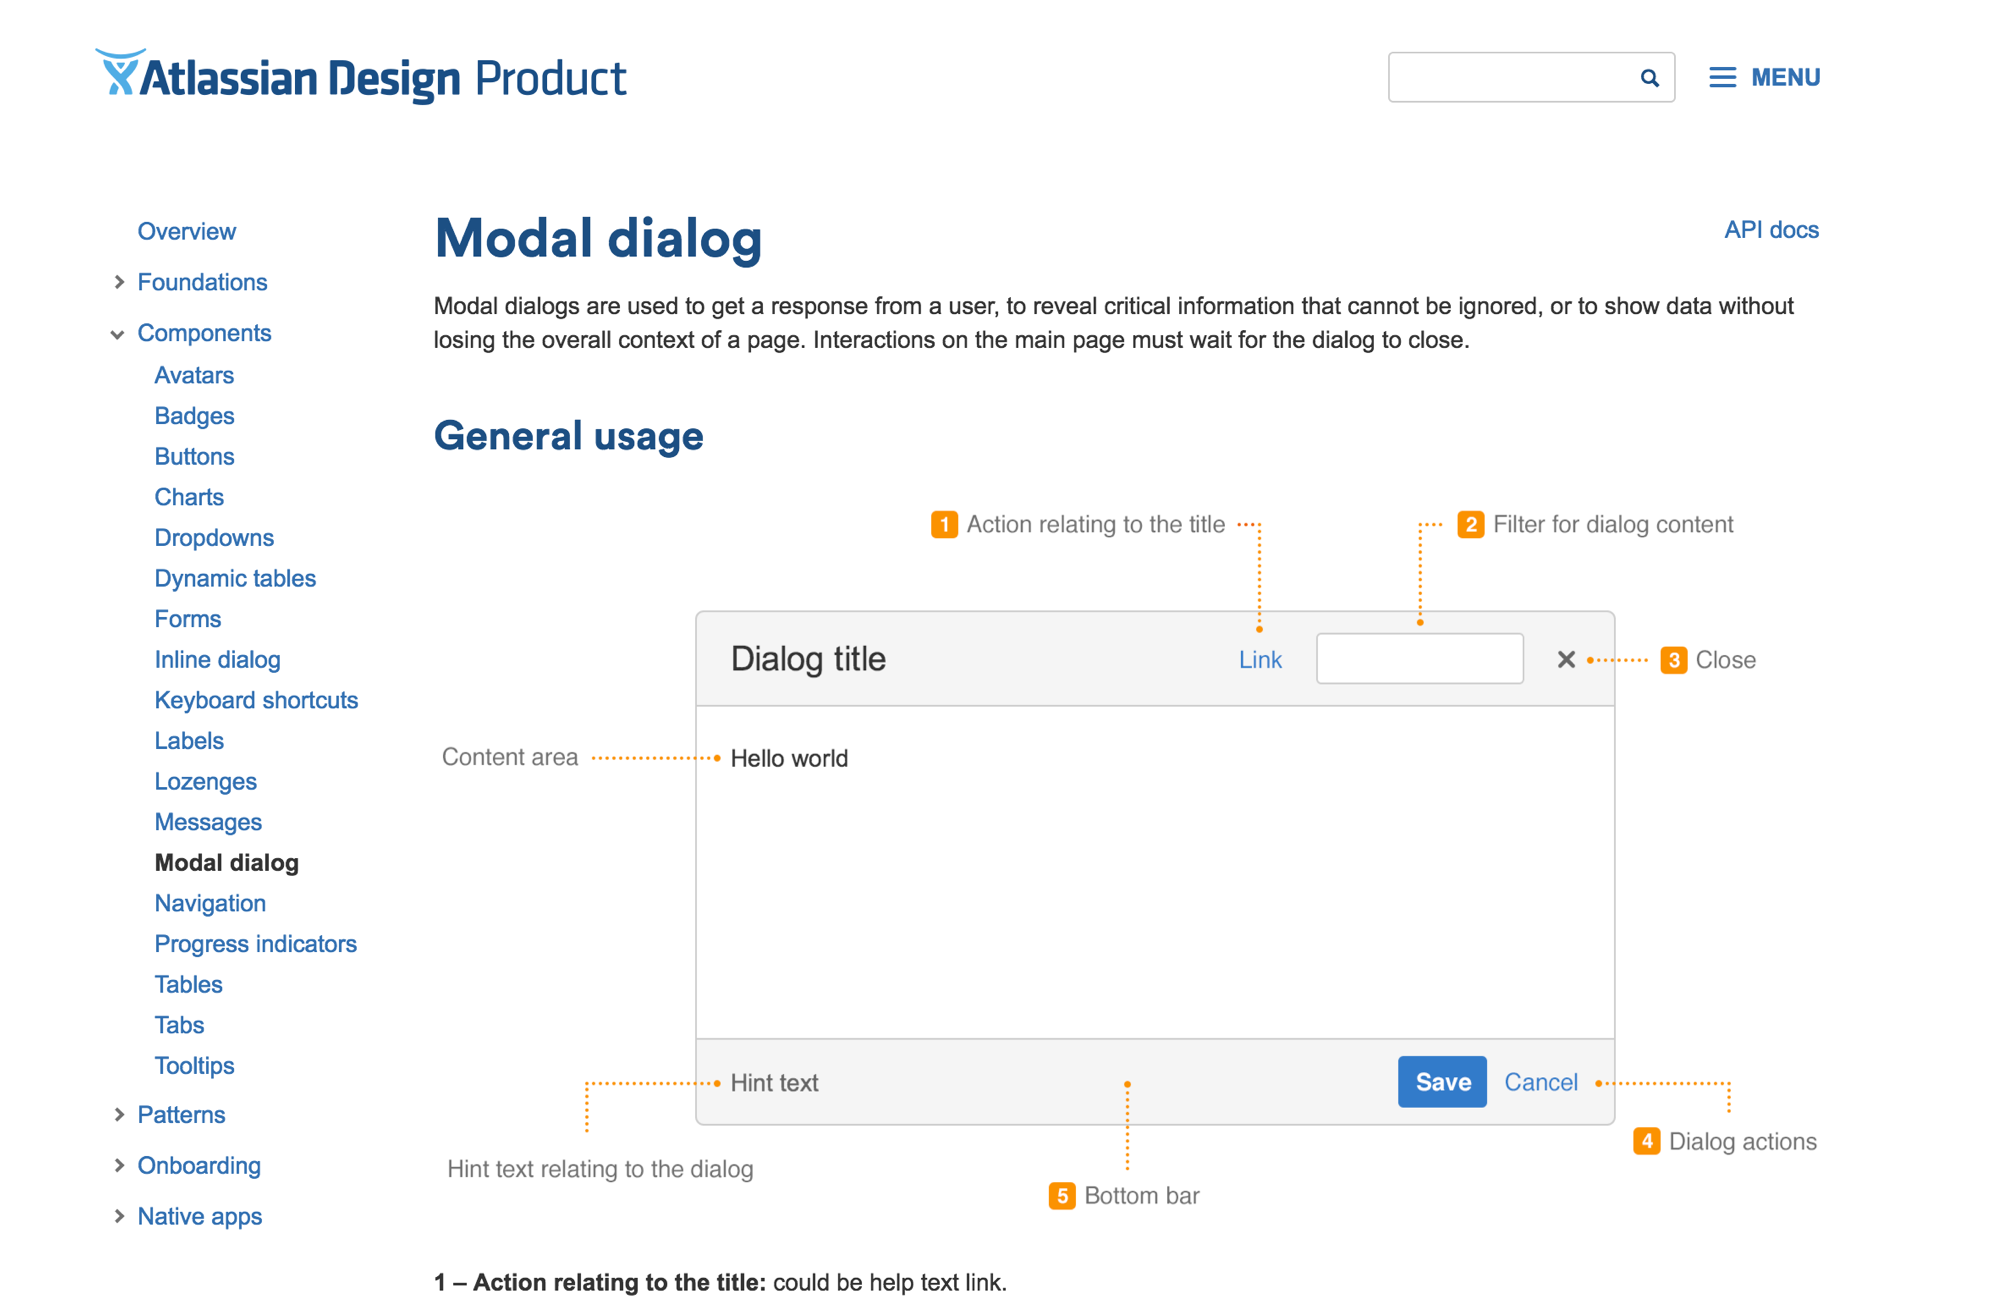 Atlassian Design Product
MENU
Overview
Foundations
Components
Avatars
Badges
Buttons
Charts
Dropdowns
Dynamic tables
Forms
Inline dialog
Keyboard shortcuts
Labels
Lozenges
Messages
Modal dialog
Navigation
Progress indicators
Tables
Tabs
Tooltips
Patterns
Onboarding
Native apps
Modal dialog
API docs
Modal dialogs are used to get a response from a user, to reveal critical information that cannot be ignored, or to show data without
losing the overall context of a page. Interactions on the main page must wait for the dialog to close.
General usage
1 Action relating to the title
2 Filter for dialog content
Dialog title
Link
3 Close
Content area
Hello world
Hint text
Save
Cancel
4 Dialog actions
Hint text relating to the dialog
5 Bottom bar
1 – Action relating to the title: could be help text link.